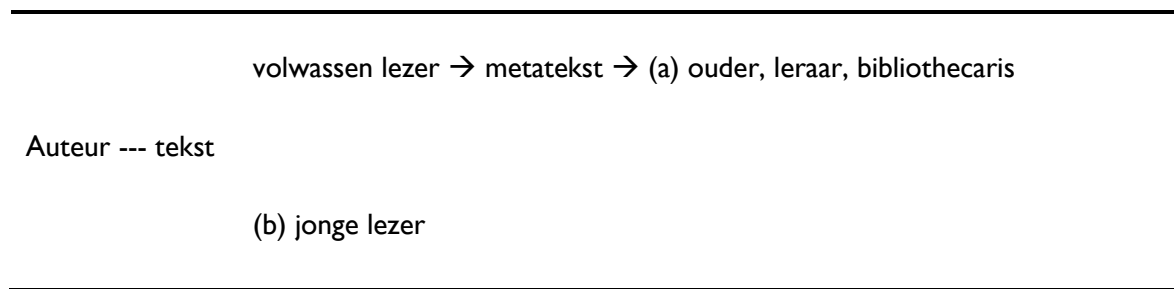 volwassen lezer → metatekst → (a) ouder, leraar, bibliothecaris
Auteur --- tekst
(b) jonge lezer